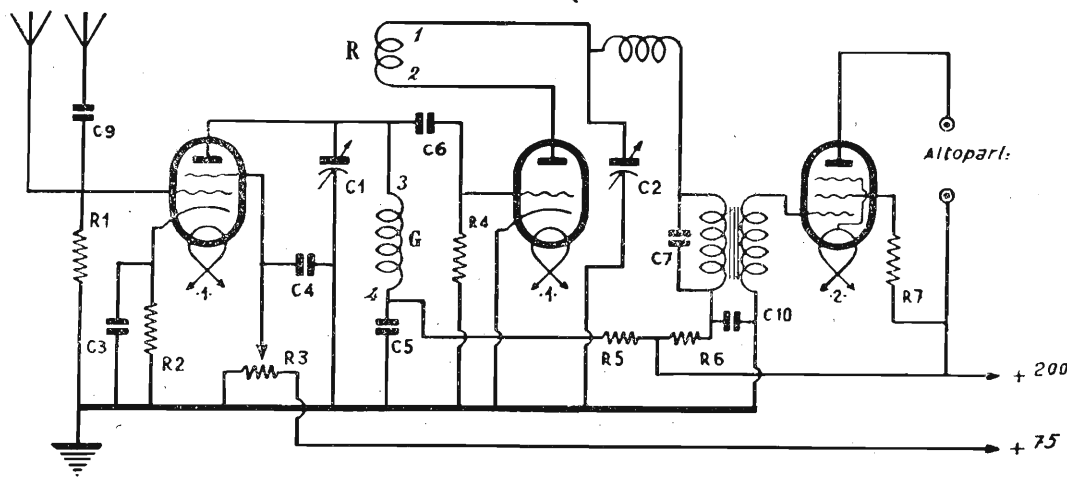 R
1
2
C9
C6
C1
C2
Altoparl:
R1
3
G
R4
C7
4
.1.
C4
.1.
.2.
R7
C3
R2
R3
C5
R5
R6
C10
+ 200
+ 75